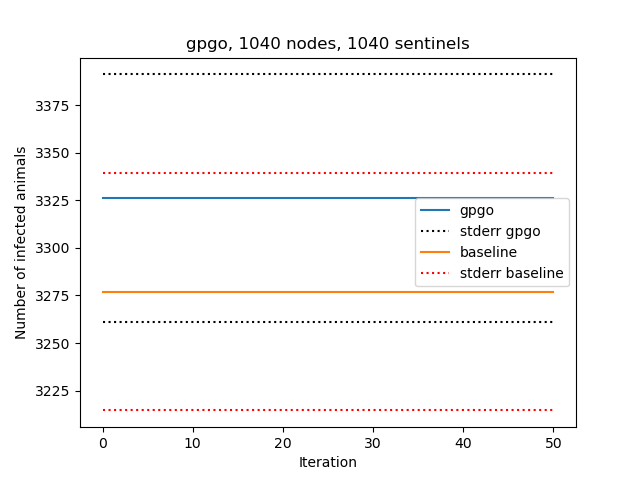 gpgo, 1040 nodes, 1040 sentinels
Number of infected animals
3375
3350
3325
3300
3275
3250
3225
gpgo
stderr gpgo
baseline
stderr baseline
0 10 20 30 40 50
Iteration